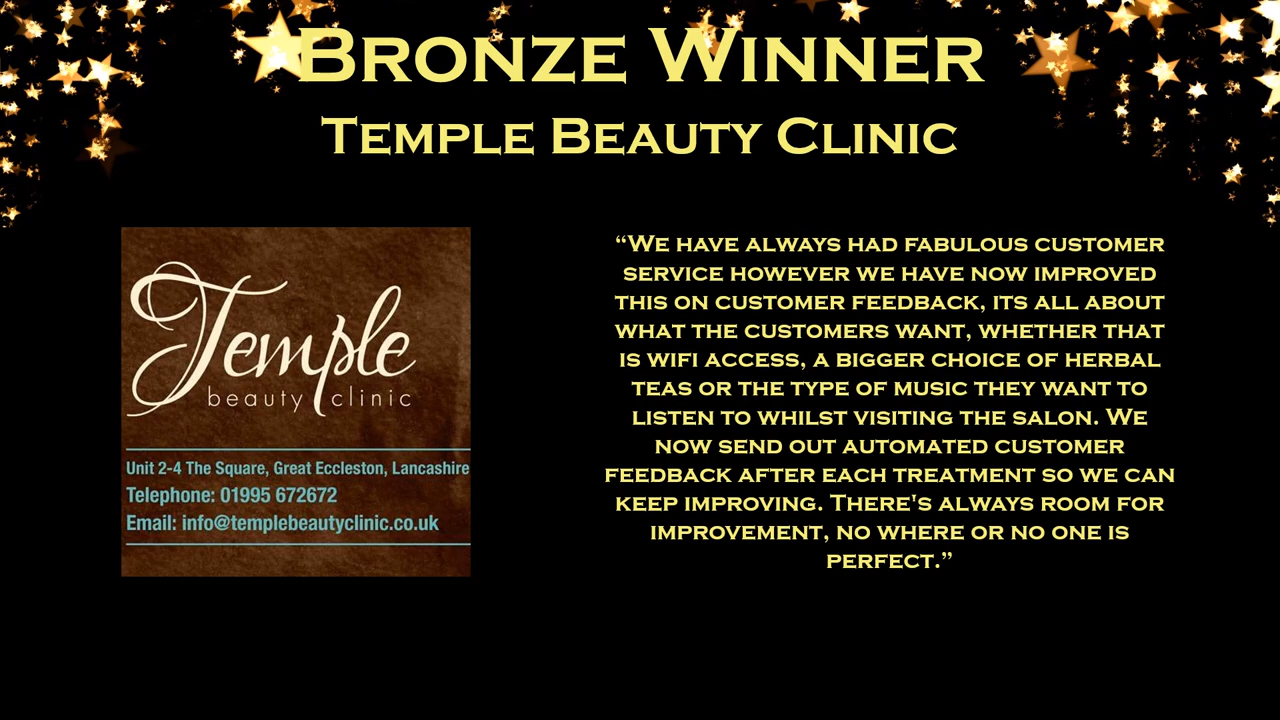 Bronze Winner
Temple Beauty Clinic
Temple
beauty clinic
Unit 2-4 The Square, Great Eccleston, Lancashire
Telephone: 01995 672672
Email: info@templebeautyclinic.co.uk
“We have always had fabulous customer
service however we have now improved
this on customer feedback, its all about
what the customers want, whether that
is wifi access, a bigger choice of herbal
teas or the type of music they want to
listen to whilst visiting the salon. We
now send out automated customer
feedback after each treatment so we can
keep improving. There's always room for
improvement, no where or no one is
perfect.”